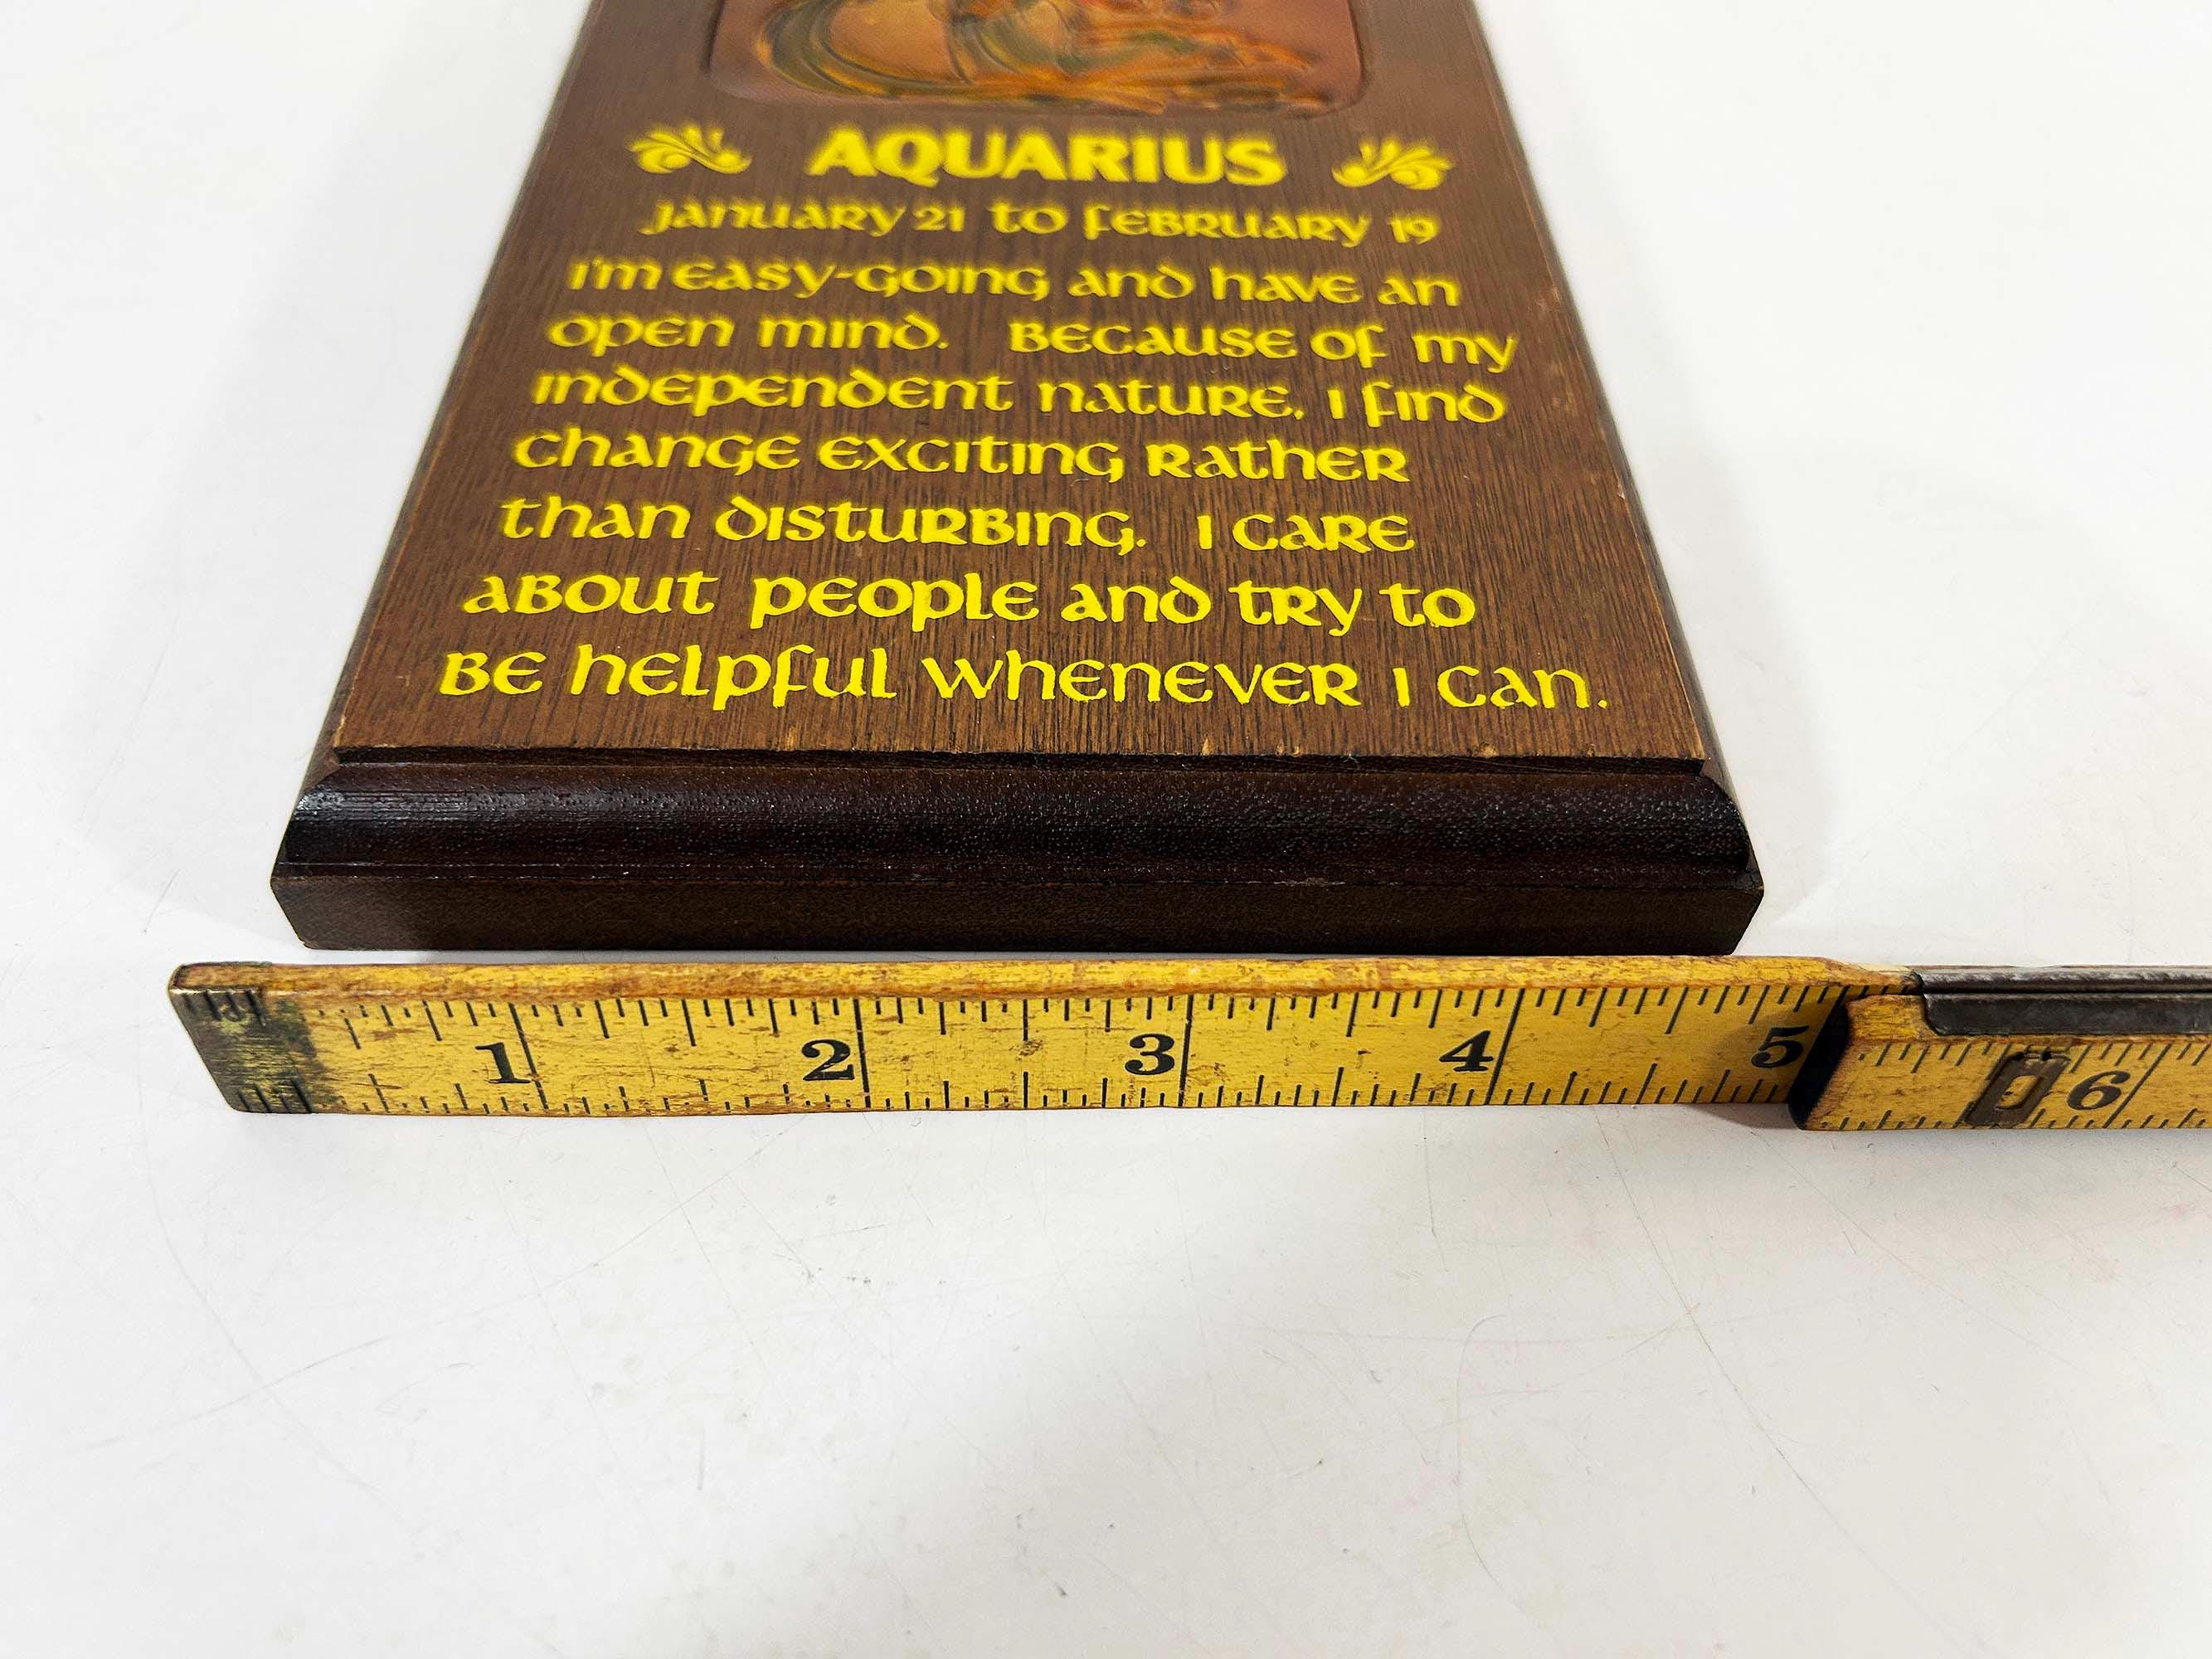 AQUARIUS
January 21 to February 19
I'm easy-going and have an
open mind. Because of my
independent nature, I find
change exciting rather
than disturbing. I care
about people and try to
be helpful whenever I can.
1 2 3 4 5 6